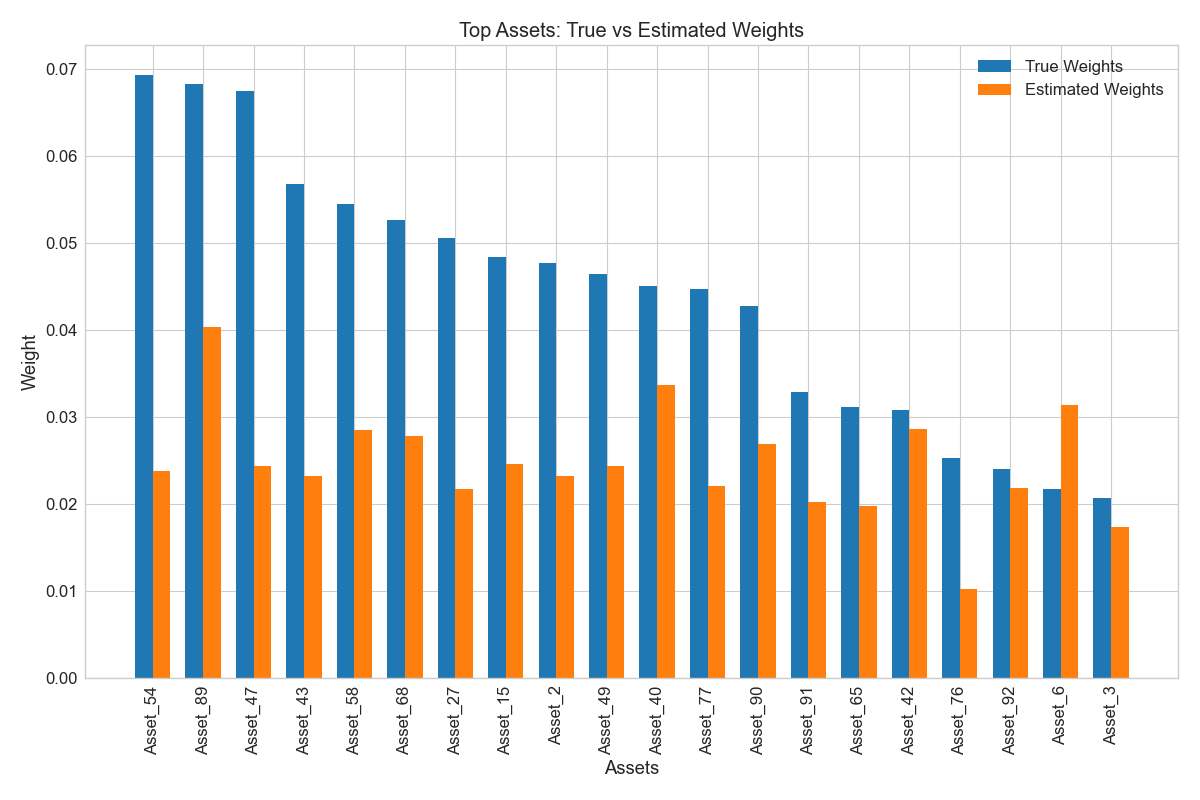 Top Assets: True vs Estimated Weights
True Weights
Estimated Weights
0.07
0.06
0.05
0.04
0.03
0.02
0.01
0.00
Weight
Asset_54
Asset_89
Asset_47
Asset_43
Asset_58
Asset_68
Asset_27
Asset_15
Asset_2
Asset_49
Asset_40
Asset_77
Asset_90
Asset_91
Asset_65
Asset_42
Asset_76
Asset_92
Asset_6
Asset_3
Assets